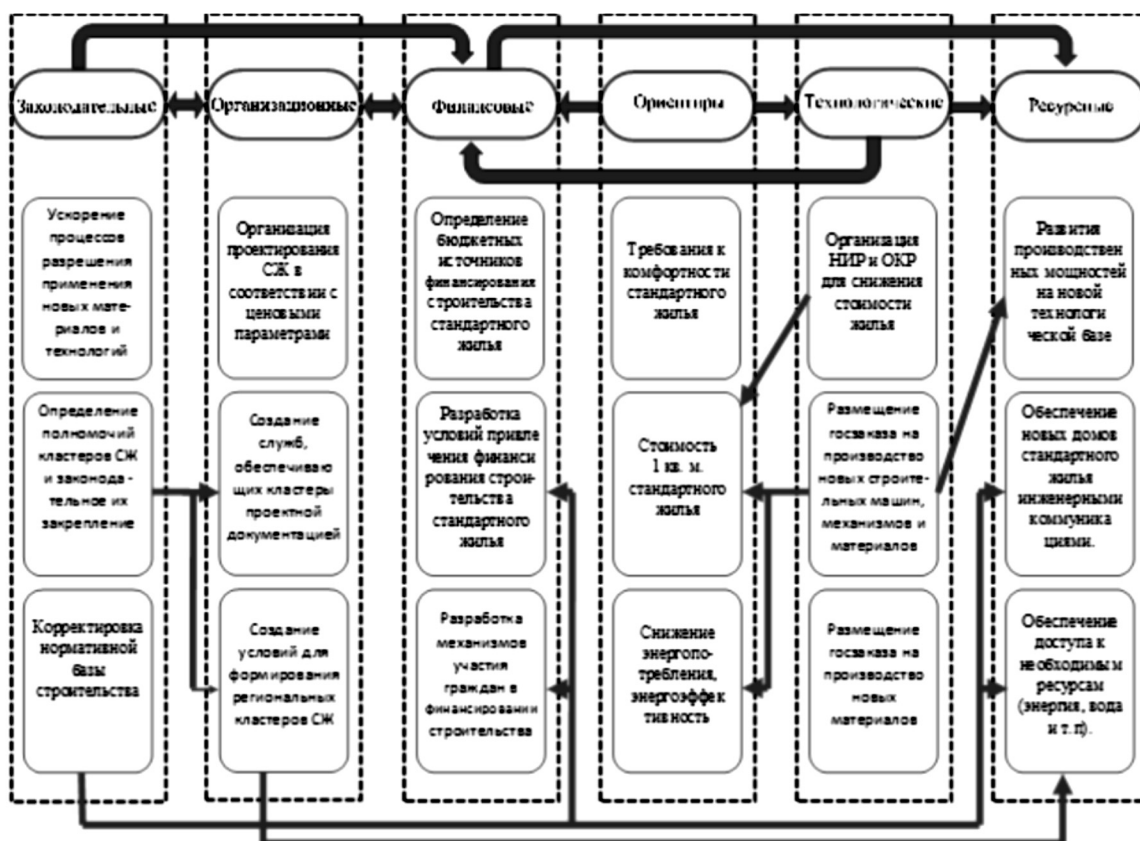 Законодательные
Организационные
Финансовые
Ориентиры
Технологические
Ресурсные
Ускорение
процессов
разрешения
применения
новых мате-
риалов и
технологий
Определение
полномочий
кластеров СЖ
и законода -
тельное их
закрепление
Корректировка
нормативной
базы
строительства
Организация
проектирования
СЖ в
соответствии с
ценовыми
параметрами
Создание
служб,
обеспечиваю
щих кластеры
проектной
документацией
Создание
условий для
формирования
региональных
кластеров СЖ
Определение
бюджетных
источников
финансирования
строительства
стандартного
жилья
Разработка
условий привле
чения финанси
рования строи-
тельства
стандартного
жилья
Разработка
механизмов
участия
граждан в
финансировании
строительства
Требования к
комфортности
стандартного
жилья
Стоимость
1 кв. м.
стандартного
жилья
Снижение
энергопо-
требления,
энергоэффек
тивность
Организация
НИР и ОКР
для снижения
стоимости
жилья
Размещение
госзаказа на
производство
новых строите-
льных машин,
механизмов и
материалов
Размещение
госзаказа на
производство
новых
материалов
Развития
производствен
ных мощностей
на новой
технологи
ческой базе
Обеспечение
новых домов
стандартного
жилья
инженерными
коммуника
циями.
Обеспечение
доступа к
необходимым
ресурсам
(энергия, вода
и т. п).